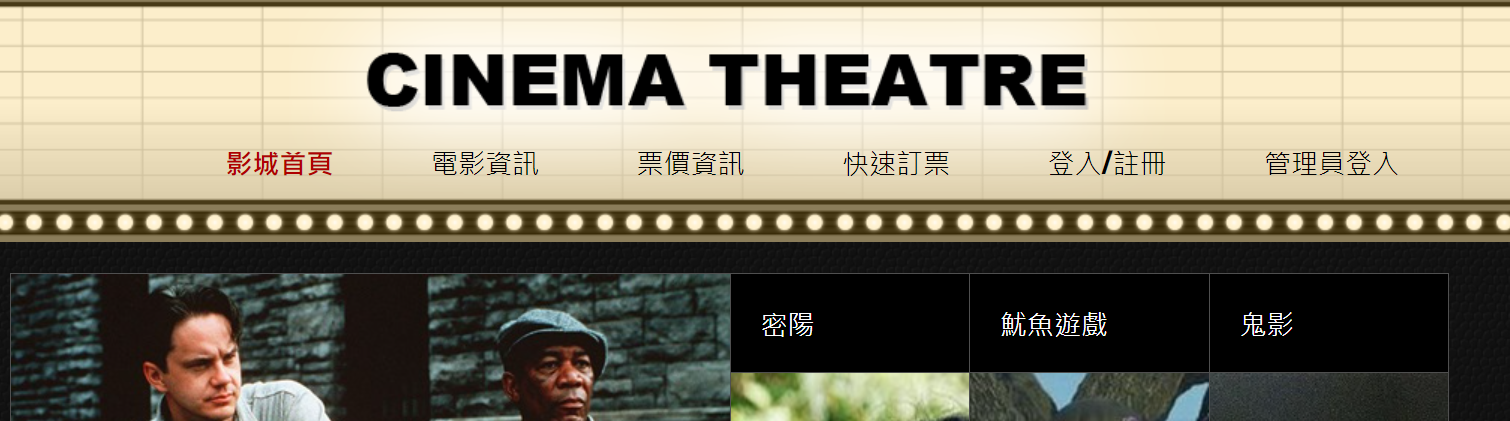 CINEMA THEATRE
影城首頁 電影資訊 票價資訊 快速訂票 登入/註冊 管理員登入
密陽 魷魚遊戲 鬼影